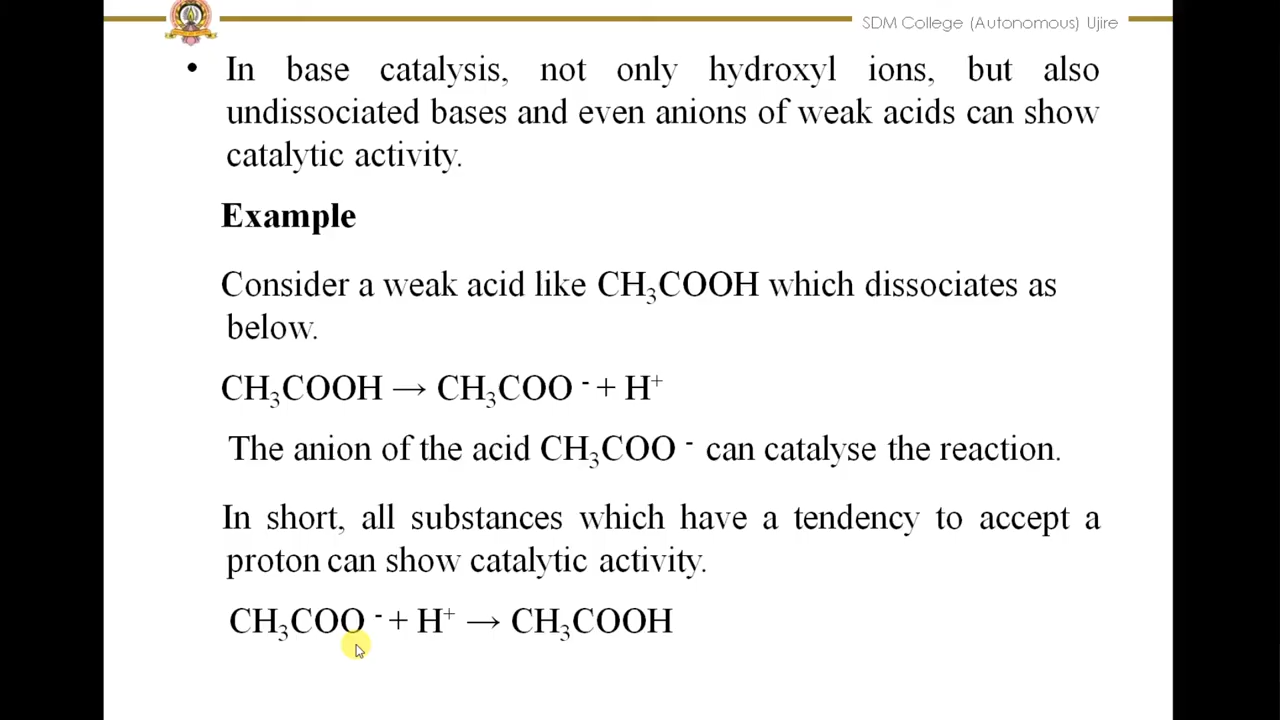 SDM College (Autonomous) Ujire
• In base catalysis, not only hydroxyl ions, but also
undissociated bases and even anions of weak acids can show
catalytic activity.
Example
Consider a weak acid like CH₃COOH which dissociates as
below.
CH₃COOH → CH₃COO ⁻ + H⁺
The anion of the acid CH₃COO ⁻ can catalyse the reaction.
In short, all substances which have a tendency to accept a
proton can show catalytic activity.
CH₃COO ⁻ + H⁺ → CH₃COOH